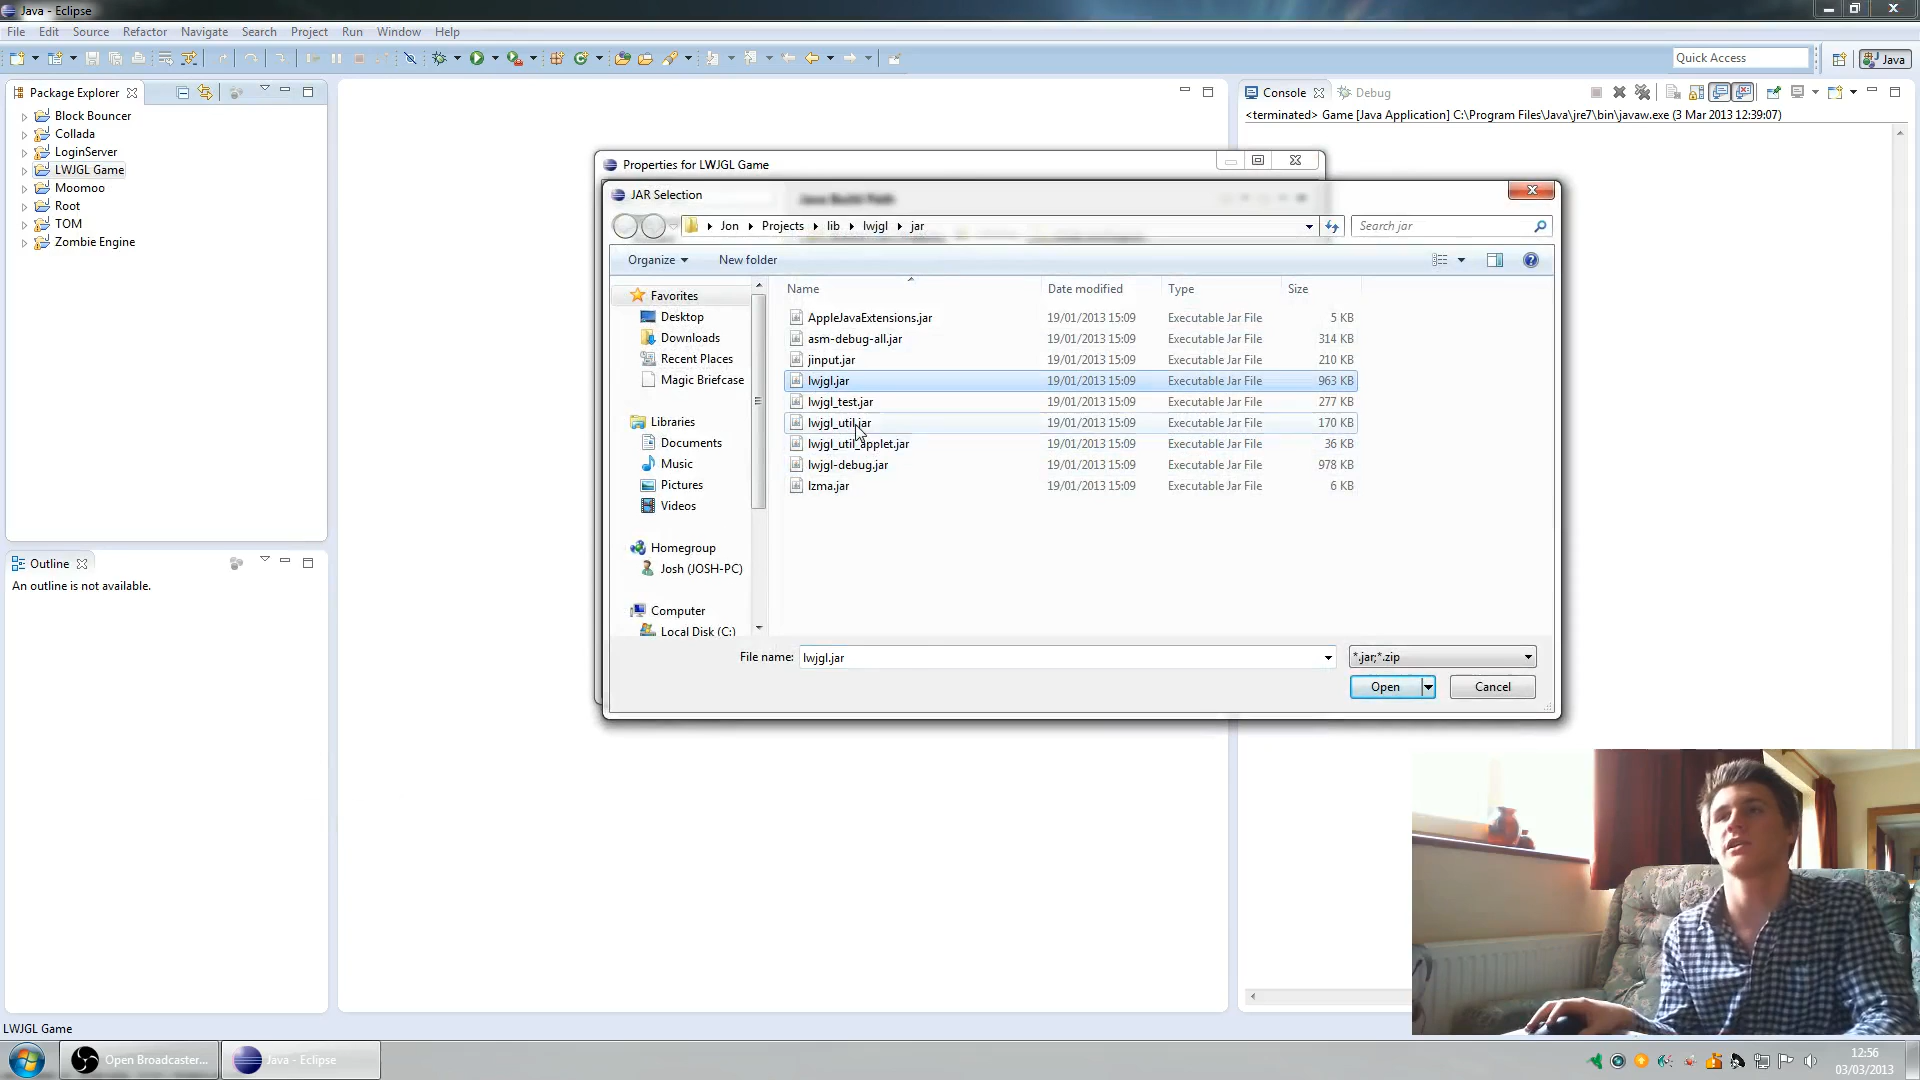 Java - Eclipse
File Edit Source Refactor Navigate Search Project Run Window Help
Quick Access
Java
Package Explorer
Block Bouncer
Collada
LoginServer
LWJGL Game
Moomoo
Root
TOM
Zombie Engine
Outline
An outline is not available.
Console Debug
<terminated> Game [Java Application] C:\Program Files\Java\jre7\bin\javaw.exe (3 Mar 2013 12:39:07)
Properties for LWJGL Game
JAR Selection
Java Build Path
Jon Projects lib lwjgl jar
Search jar
Organize New folder
Favorites
Desktop
Downloads
Recent Places
Magic Briefcase
Libraries
Documents
Music
Pictures
Videos
Homegroup
Josh (JOSH-PC)
Computer
Local Disk (C:)
Name Date modified Type Size
AppleJavaExtensions.jar 19/01/2013 15:09 Executable Jar File 5 KB
asm-debug-all.jar 19/01/2013 15:09 Executable Jar File 314 KB
jinput.jar 19/01/2013 15:09 Executable Jar File 210 KB
lwjgl.jar 19/01/2013 15:09 Executable Jar File 963 KB
lwjgl_test.jar 19/01/2013 15:09 Executable Jar File 277 KB
lwjgl_util.jar 19/01/2013 15:09 Executable Jar File 170 KB
lwjgl_util_applet.jar 19/01/2013 15:09 Executable Jar File 36 KB
lwjgl-debug.jar 19/01/2013 15:09 Executable Jar File 978 KB
lzma.jar 19/01/2013 15:09 Executable Jar File 6 KB
File name: lwjgl.jar
*.jar;*.zip
Open Cancel
LWJGL Game
Open Broadcaster...
Java - Eclipse
12:56
03/03/2013